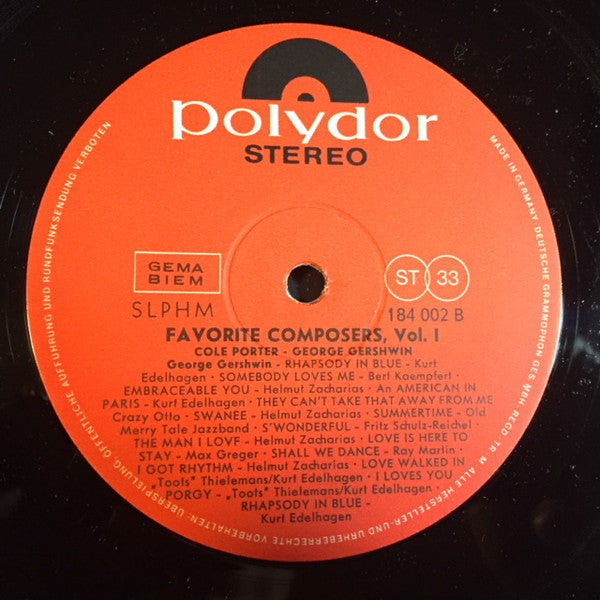 polydor
STEREO
GEMA
BIEM
ST 33
SLPHM
184 002 B
FAVORITE COMPOSERS, Vol. I
COLE PORTER - GEORGE GERSHWIN
George Gershwin - RHAPSODY IN BLUE - Kurt
Edelhagen - SOMEBODY LOVES ME - Bert Kaempfert -
EMBRACEABLE YOU - Helmut Zacharias - An AMERICAN IN
PARIS - Kurt Edelhagen - THEY CAN'T TAKE THAT AWAY FROM ME
Crazy Otto - SWANEE - Helmut Zacharias - SUMMERTIME - Old
Merry Tale Jazzband - S'WONDERFUL - Fritz Schulz-Reichel -
THE MAN I LOVF - Helmut Zacharias - LOVE IS HERE TO
STAY - Max Greger - SHALL WE DANCE - Ray Martin -
I GOT RHYTHM - Helmut Zacharias - LOVE WALKED IN
„Toots" Thielemans/Kurt Edelhagen - I LOVES YOU
PORGY - „Toots" Thielemans/Kurt Edelhagen -
RHAPSODY IN BLUE -
Kurt Edelhagen
MADE IN GERMANY · DEUTSCHE GRAMMOPHON GES MBH REGD. TR. M ALLE HERSTELLER-UND URHEBERRECHTE VORBEHALTEN · ÜBERSPIELUNG, ÖFFENTLICHE AUFFÜHRUNG UND RUNDFUNKSENDUNG VERBOTEN